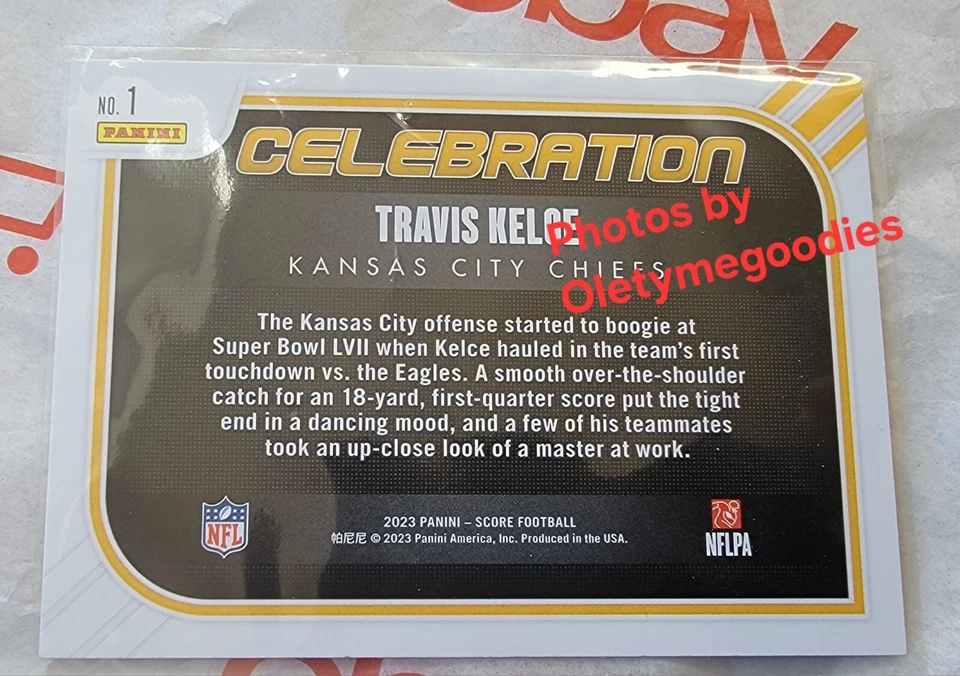 ebay
NO. 1
PANINI
CELEBRATION
TRAVIS KELCE
KANSAS CITY CHIEFS
Photos by
Oletymegoodies
The Kansas City offense started to boogie at
Super Bowl LVII when Kelce hauled in the team's first
touchdown vs. the Eagles. A smooth over-the-shoulder
catch for an 18-yard, first-quarter score put the tight
end in a dancing mood, and a few of his teammates
took an up-close look of a master at work.
NFL
2023 PANINI – SCORE FOOTBALL
帕尼尼 © 2023 Panini America, Inc. Produced in the USA.
NFLPA